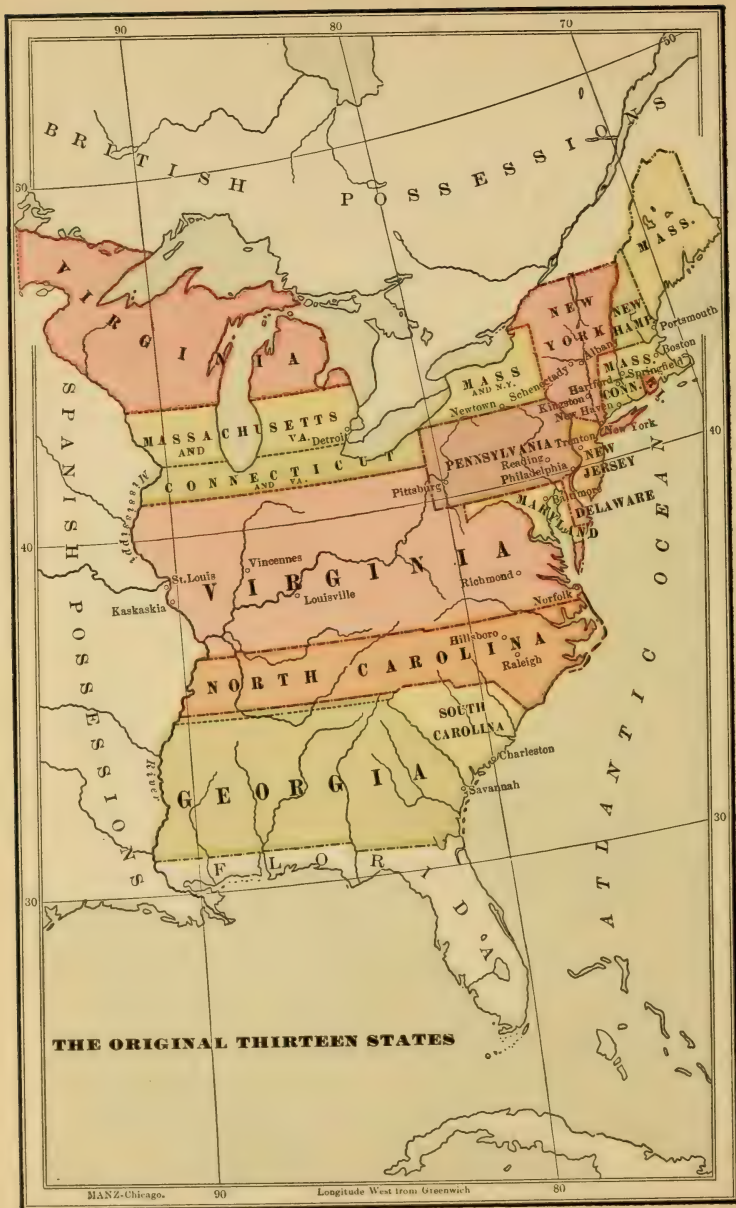 90
80
70
50
BRITISH POSSESSIONS
50
VIRGINIA
MASS.
NEW YORK
NEW HAMP.
Portsmouth
Albany
MASS.
Boston
MASS
AND N.Y.
Schenectady
Springfield
Hartford
CONN.
Kingston
New Haven
Newtown
MASSACHUSETTS
AND VA.
Detroit
CONNECTICUT
AND VA.
PENNSYLVANIA
Trenton
New York
Reading
Philadelphia
NEW JERSEY
40
Pittsburg
Baltimore
MARYLAND
DELAWARE
SPANISH POSSESSIONS
Mississippi
River
40
Vincennes
St. Louis
VIRGINIA
Richmond
Louisville
Kaskaskia
Norfolk
Hillsboro
NORTH CAROLINA
Raleigh
SOUTH CAROLINA
Charleston
GEORGIA
Savannah
ATLANTIC OCEAN
30
FLORIDA
30
THE ORIGINAL THIRTEEN STATES
MANZ-Chicago.
90
Longitude West from Greenwich
80